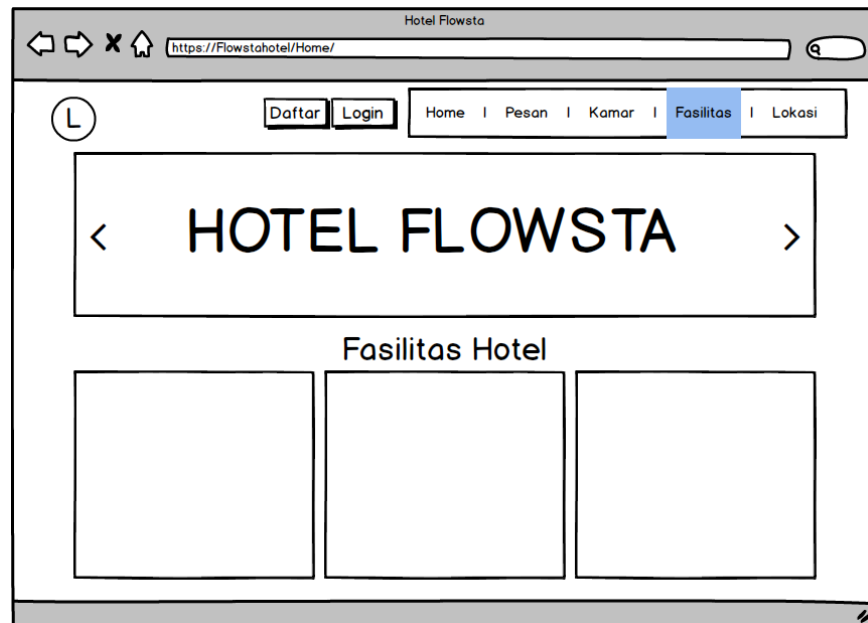 Hotel Flowsta
https://Flowstahotel/Home/
L
Daftar Login Home | Pesan | Kamar | Fasilitas | Lokasi
< HOTEL FLOWSTA >
Fasilitas Hotel